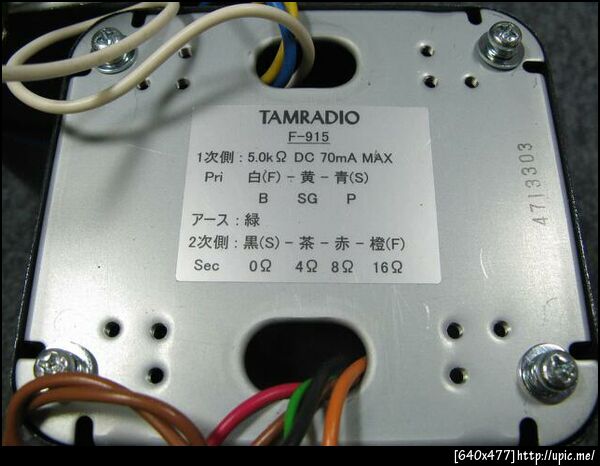 TAMRADIO
F-915
1次側 : 5.0kΩ DC 70mA MAX
Pri 白(F) - 黄 - 青(S)
B SG P
アース : 緑
2次側 : 黒(S) - 茶 - 赤 - 橙(F)
Sec 0Ω 4Ω 8Ω 16Ω
4713303
[640x477]http://upic.me/